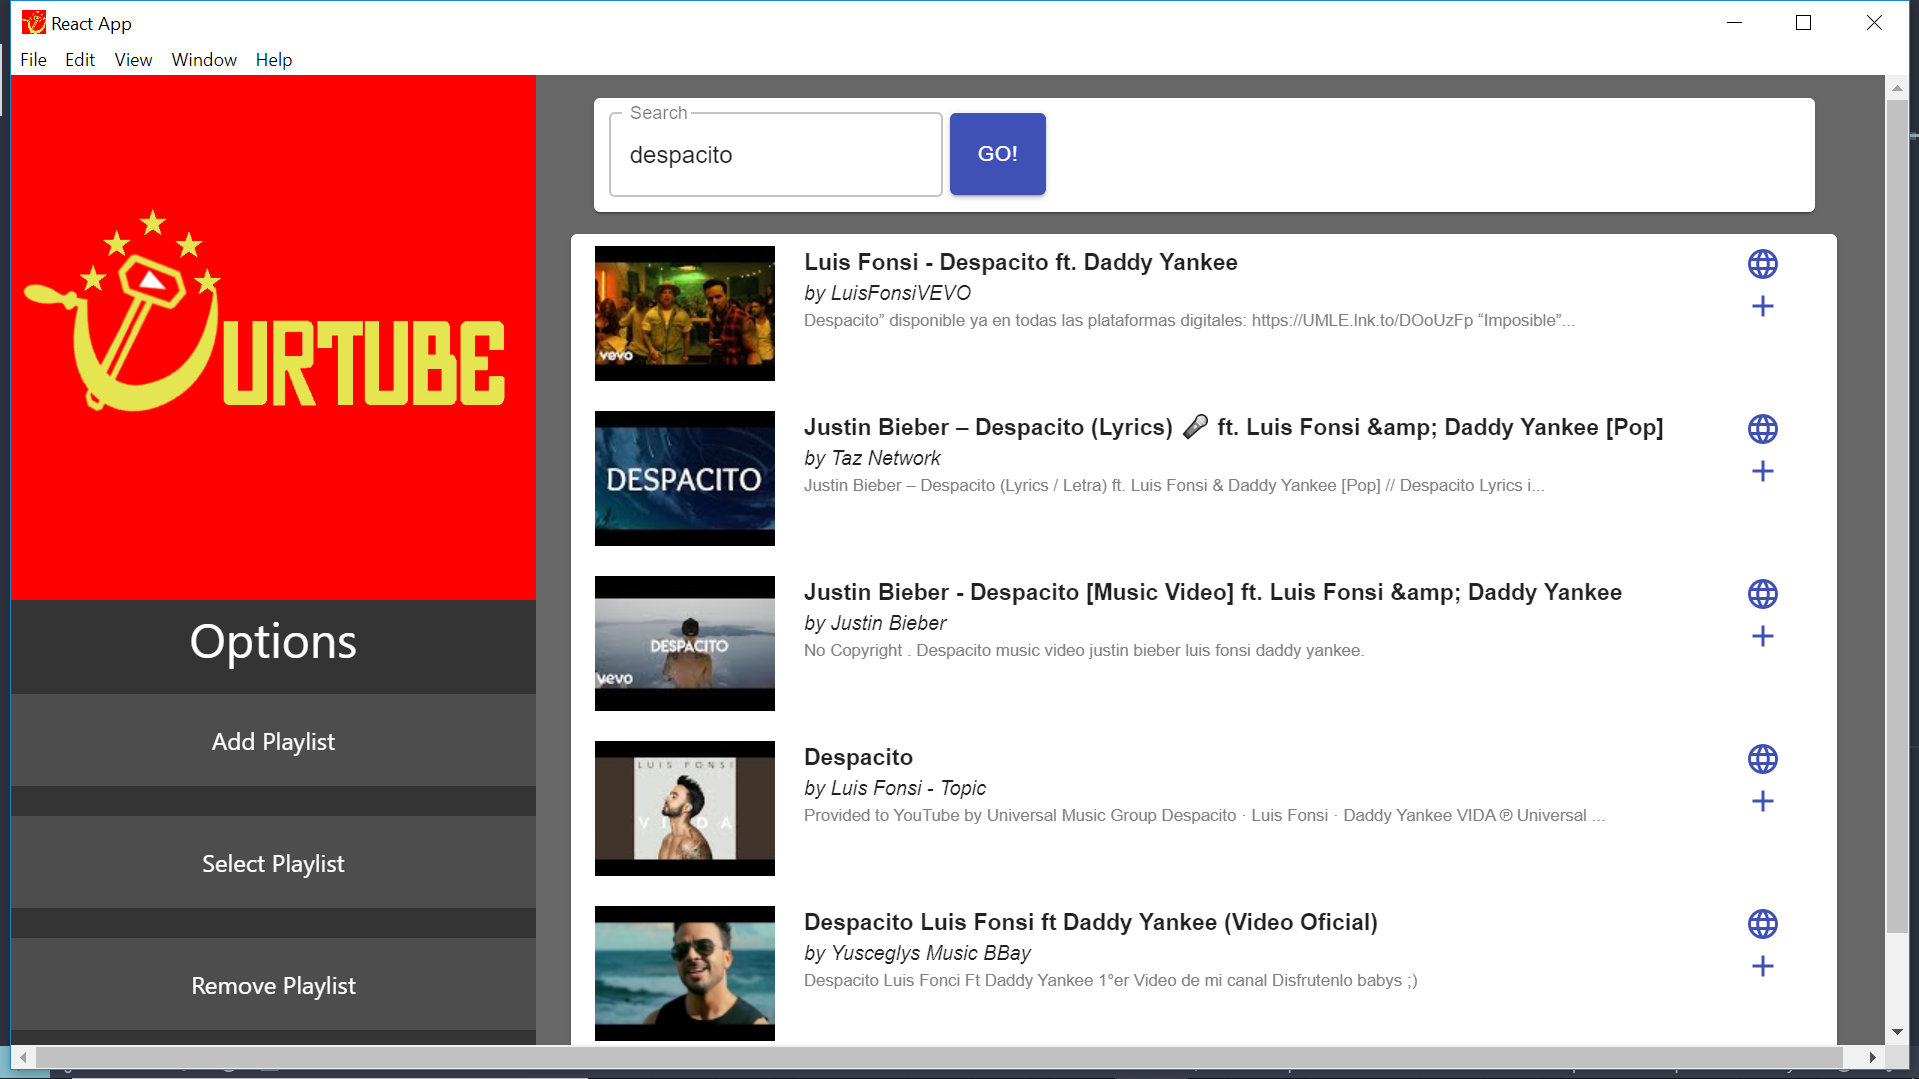 React App
File Edit View Window Help
URTUBE
Options
Add Playlist
Select Playlist
Remove Playlist
Search
despacito
GO!
vevo
Luis Fonsi - Despacito ft. Daddy Yankee
by LuisFonsiVEVO
Despacito” disponible ya en todas las plataformas digitales: https://UMLE.lnk.to/DOoUzFp “Imposible”...
DESPACITO
Justin Bieber – Despacito (Lyrics) 🎤 ft. Luis Fonsi &amp; Daddy Yankee [Pop]
by Taz Network
Justin Bieber – Despacito (Lyrics / Letra) ft. Luis Fonsi & Daddy Yankee [Pop] // Despacito Lyrics i...
DESPACITO
vevo
Justin Bieber - Despacito [Music Video] ft. Luis Fonsi &amp; Daddy Yankee
by Justin Bieber
No Copyright . Despacito music video justin bieber luis fonsi daddy yankee.
LUIS FONSI
VIDA
Despacito
by Luis Fonsi - Topic
Provided to YouTube by Universal Music Group Despacito · Luis Fonsi · Daddy Yankee VIDA ℗ Universal ...
Despacito Luis Fonsi ft Daddy Yankee (Video Oficial)
by Yusceglys Music BBay
Despacito Luis Fonci Ft Daddy Yankee 1°er Video de mi canal Disfrutenlo babys ;)